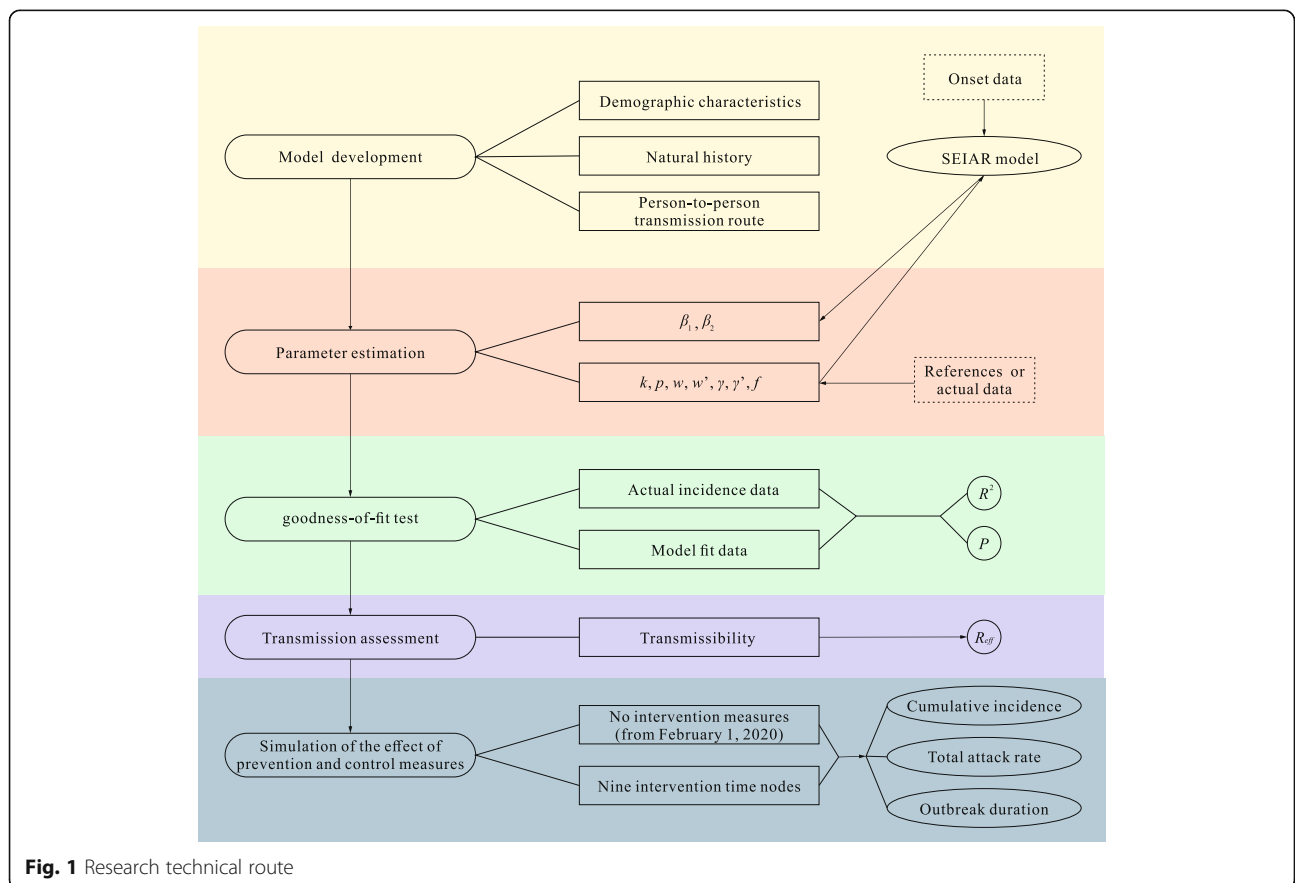 Onset data
Demographic characteristics
Model development
Natural history
SEIAR model
Person-to-person
transmission route
β₁, β₂
Parameter estimation
k, p, w, w’, γ, γ’, f
References or
actual data
Actual incidence data
R²
goodness-of-fit test
Model fit data
P
Transmission assessment
Transmissibility
R_eff
Cumulative incidence
No intervention measures
(from February 1, 2020)
Simulation of the effect of
prevention and control measures
Total attack rate
Nine intervention time nodes
Outbreak duration
Fig. 1 Research technical route